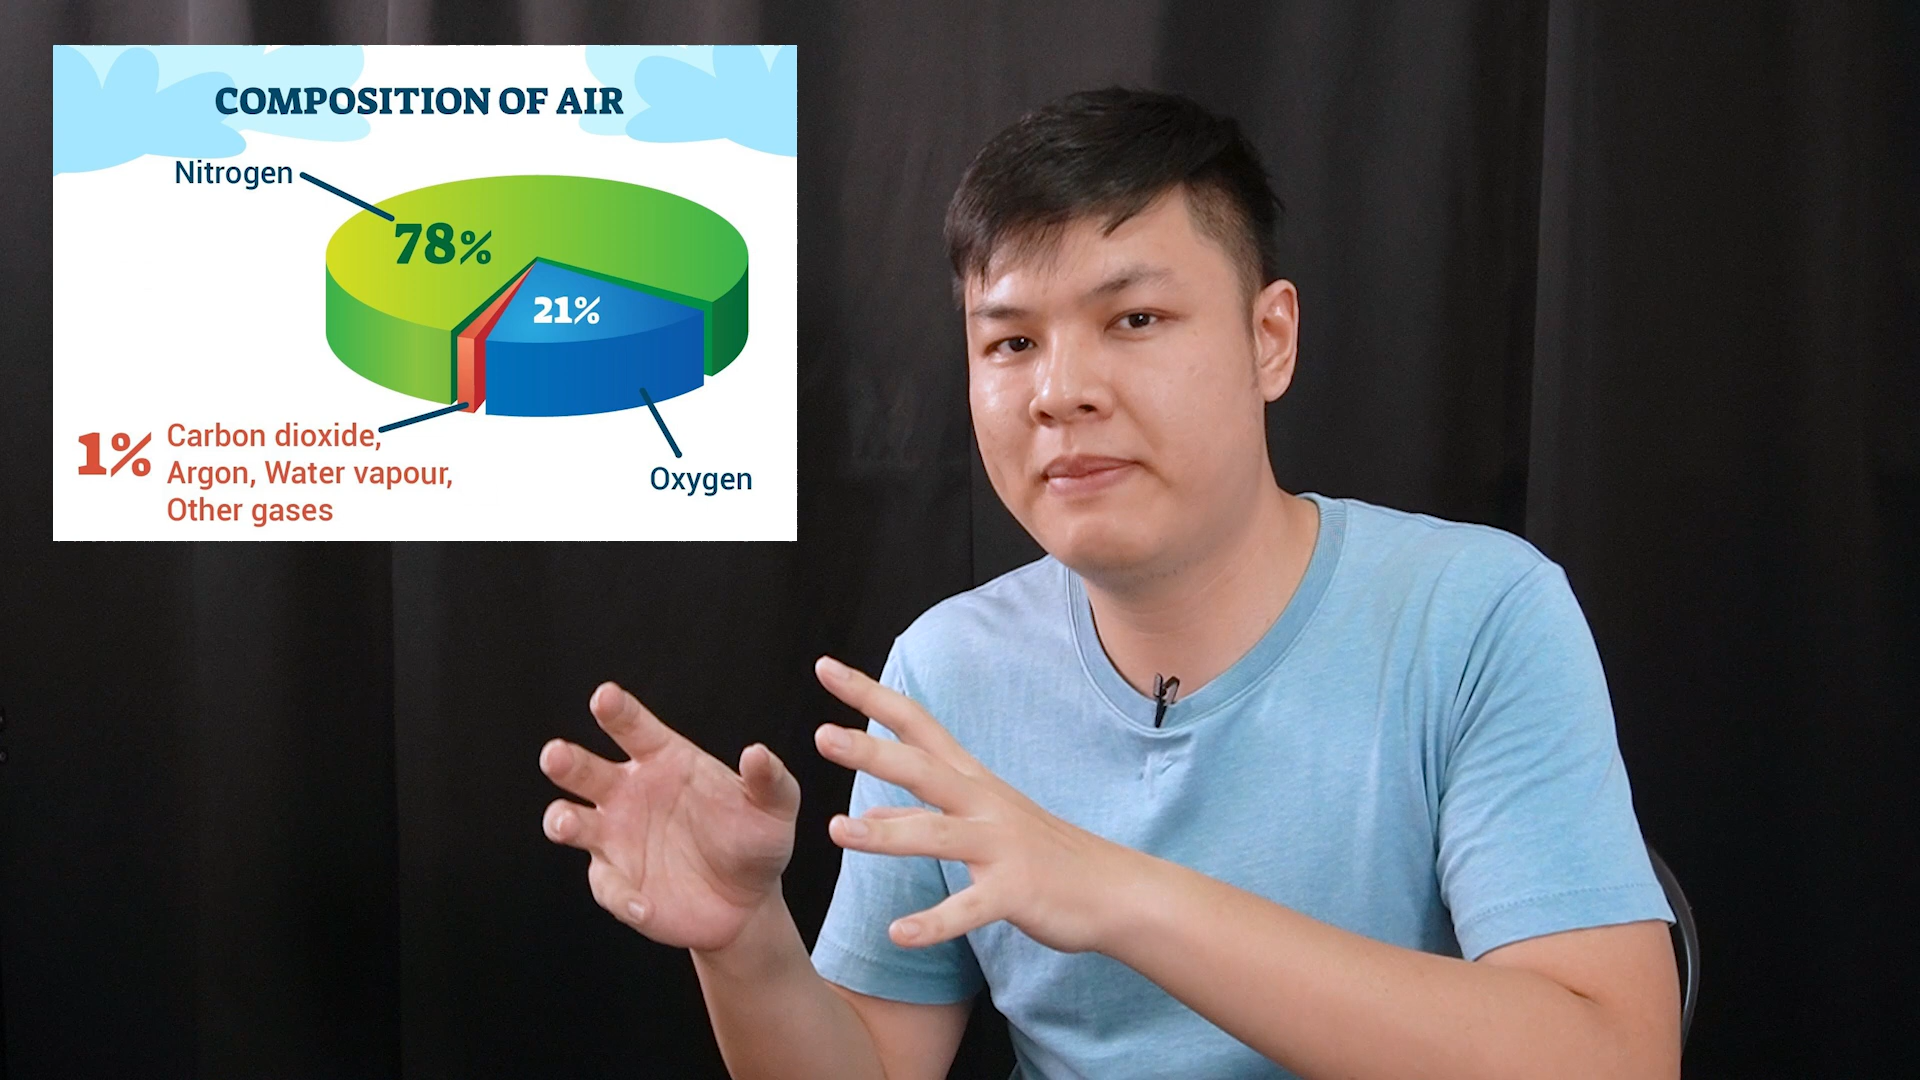 COMPOSITION OF AIR
Nitrogen
78%
21%
1%
Carbon dioxide,
Argon, Water vapour,
Other gases
Oxygen